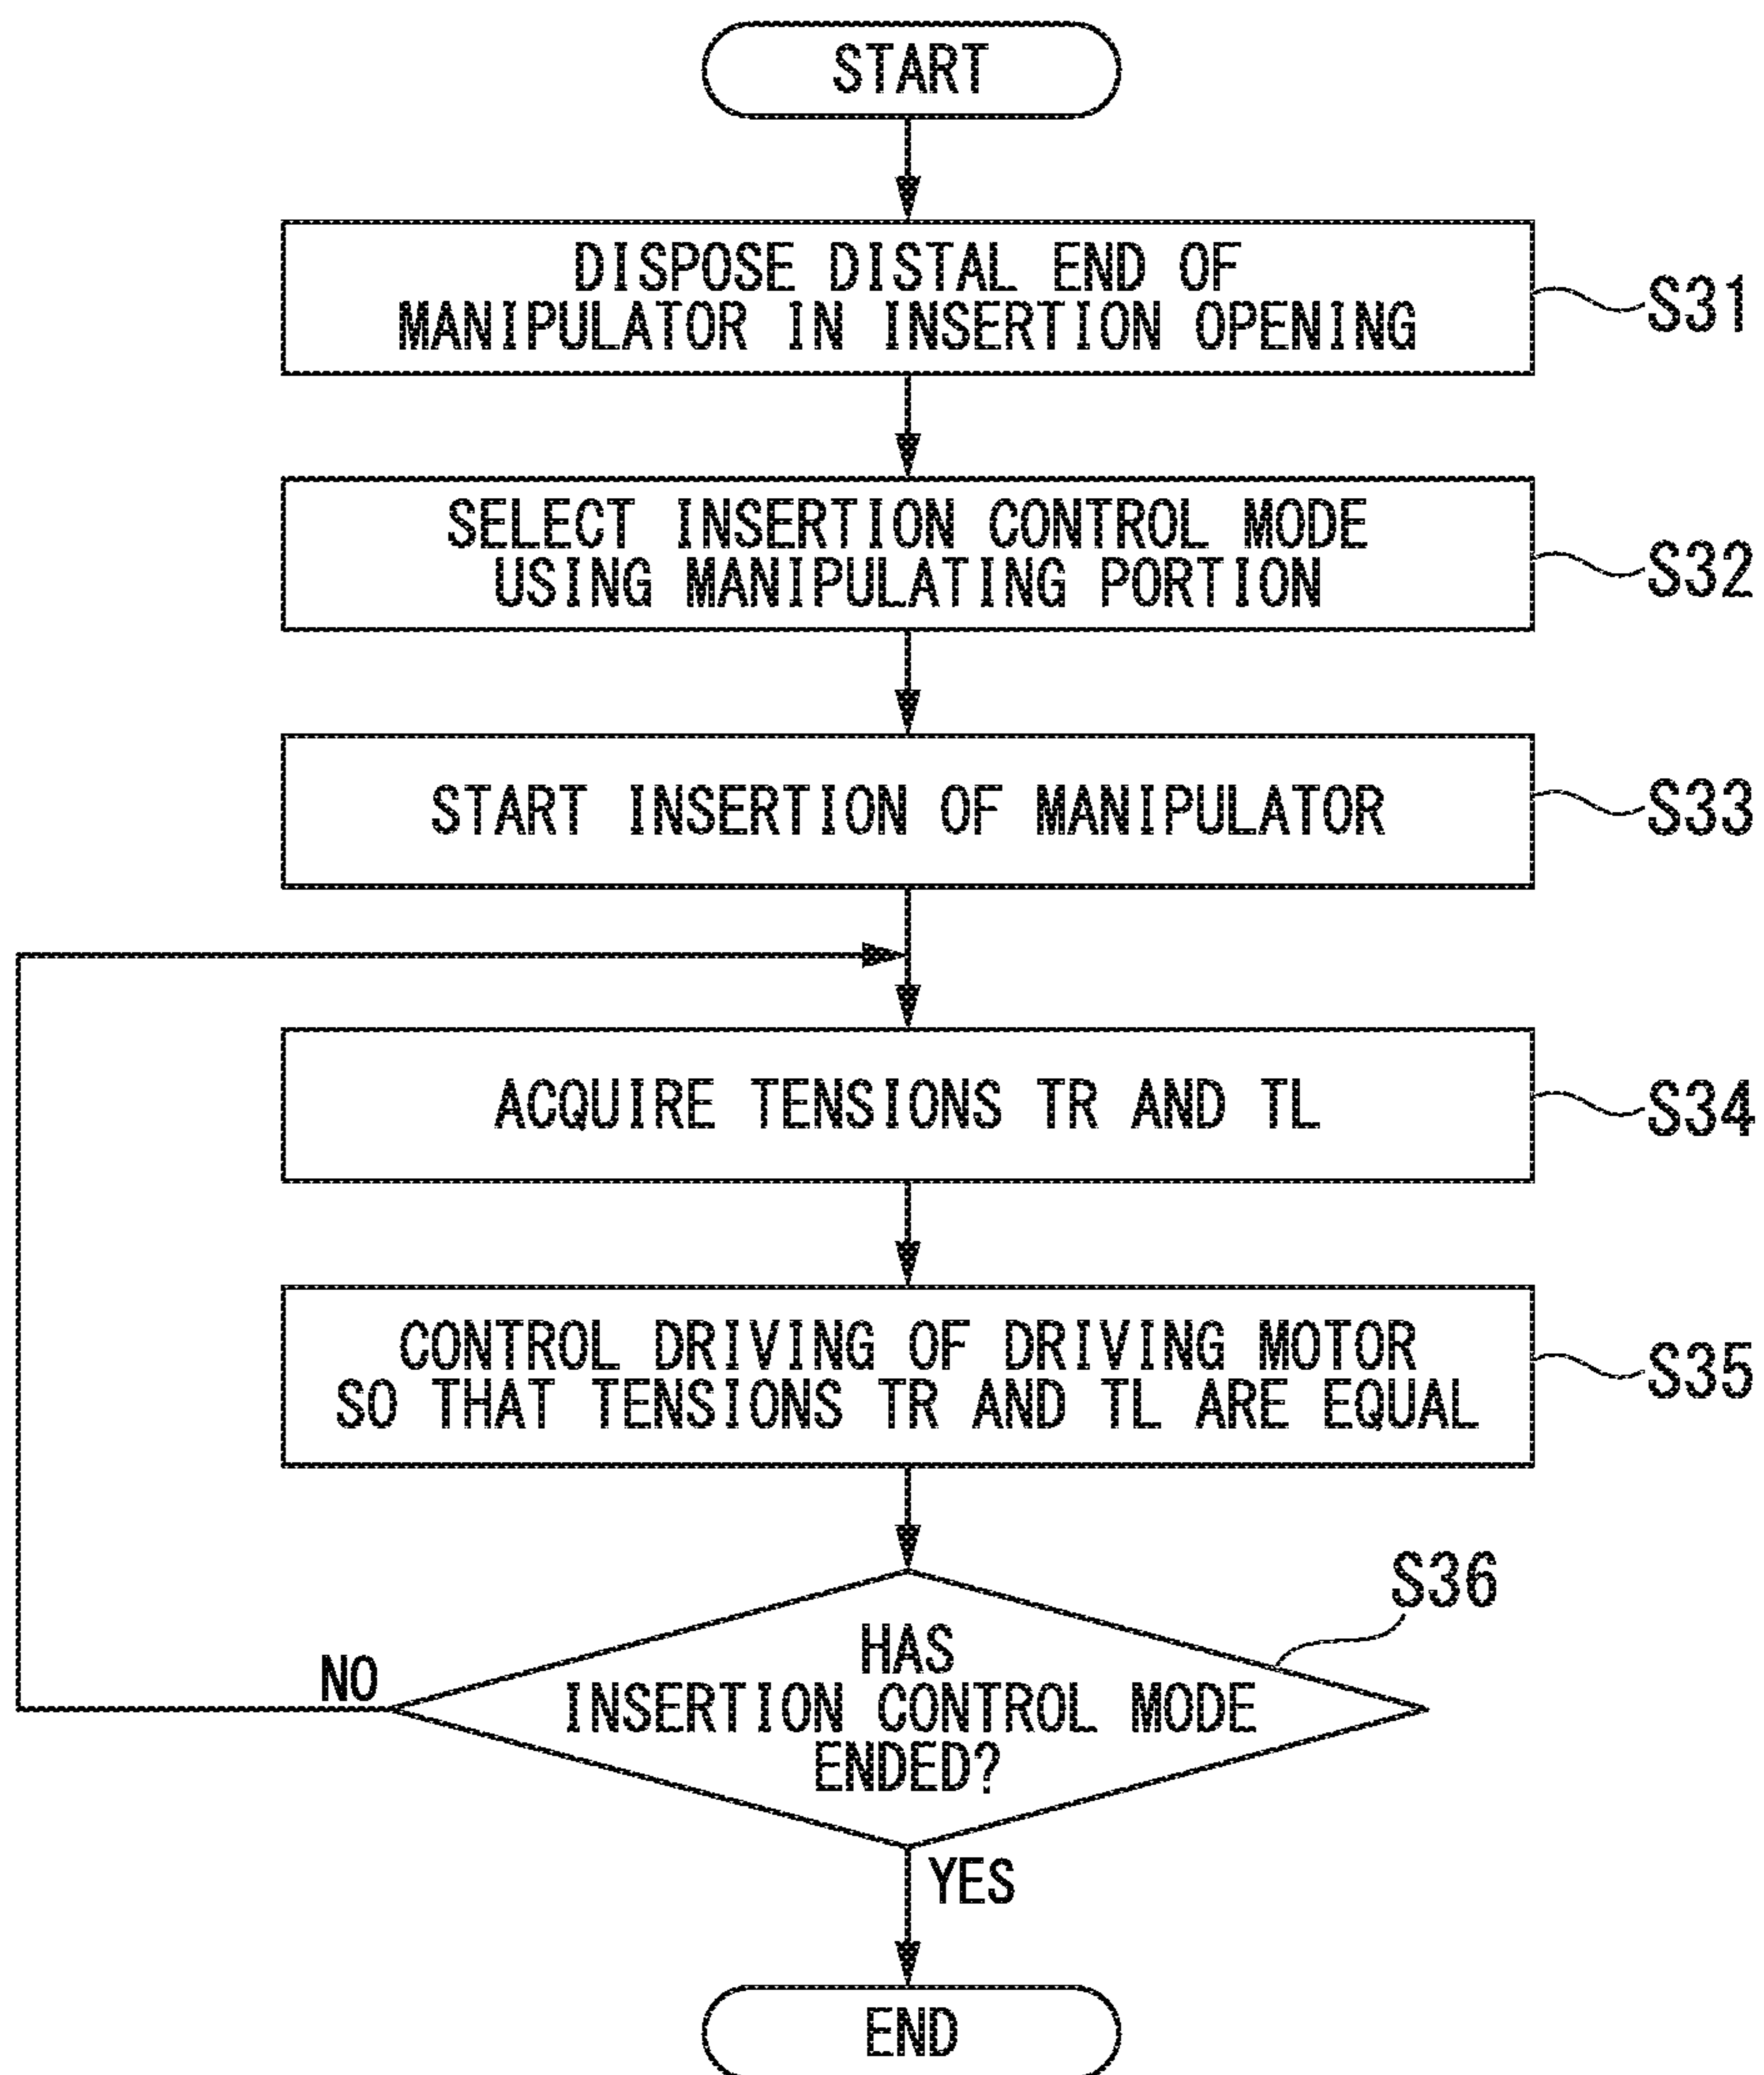 START
DISPOSE DISTAL END OF
MANIPULATOR IN INSERTION OPENING
S31
SELECT INSERTION CONTROL MODE
USING MANIPULATING PORTION
S32
START INSERTION OF MANIPULATOR
S33
ACQUIRE TENSIONS TR AND TL
S34
CONTROL DRIVING OF DRIVING MOTOR
SO THAT TENSIONS TR AND TL ARE EQUAL
S35
S36
HAS
INSERTION CONTROL MODE
ENDED?
NO
YES
END